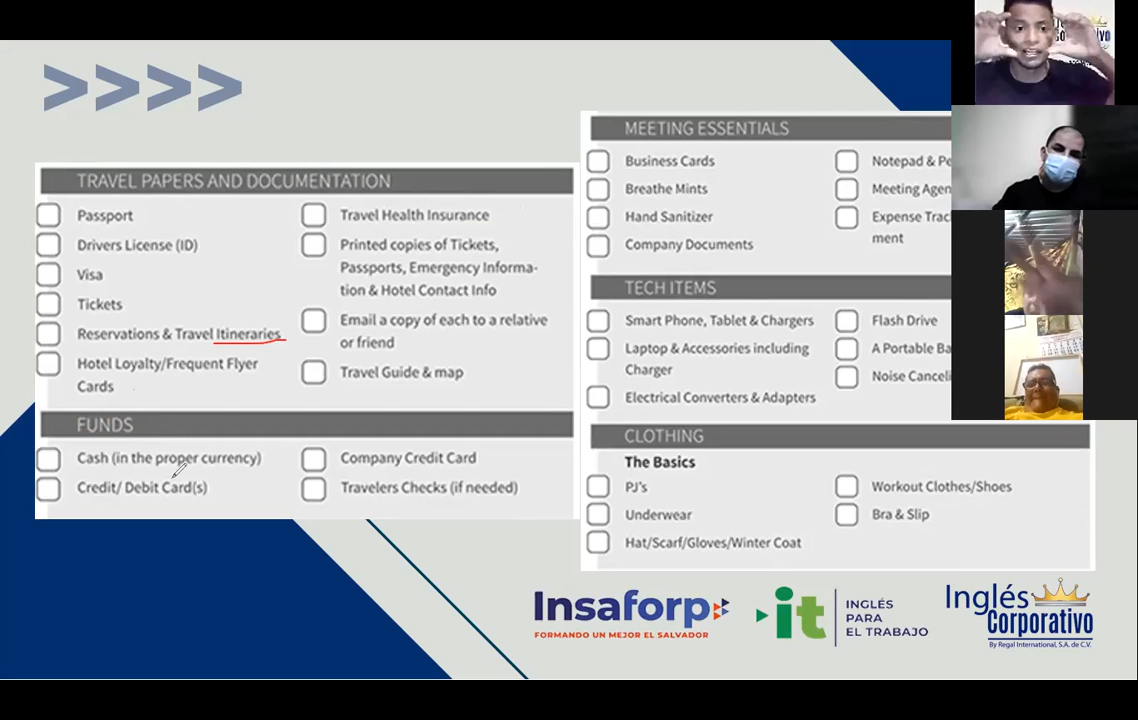 >>>>
TRAVEL PAPERS AND DOCUMENTATION
Passport
Drivers License (ID)
Visa
Tickets
Reservations & Travel Itineraries
Hotel Loyalty/Frequent Flyer
Cards
Travel Health Insurance
Printed copies of Tickets,
Passports, Emergency Informa-
tion & Hotel Contact Info
Email a copy of each to a relative
or friend
Travel Guide & map
FUNDS
Cash (in the proper currency)
Credit/ Debit Card(s)
Company Credit Card
Travelers Checks (if needed)
MEETING ESSENTIALS
Business Cards
Breathe Mints
Hand Sanitizer
Company Documents
Notepad &
Meeting
Expense
ment
TECH ITEMS
Smart Phone, Tablet & Chargers
Laptop & Accessories including
Charger
Electrical Converters & Adapters
Flash Drive
A Portable
Noise
CLOTHING
The Basics
PJ's
Underwear
Hat/Scarf/Gloves/Winter Coat
Workout Clothes/Shoes
Bra & Slip
Insaforp
FORMANDO UN MEJOR EL SALVADOR
it
INGLÉS
PARA
EL TRABAJO
Inglés
Corporativo
By Regal International, S.A. de C.V.